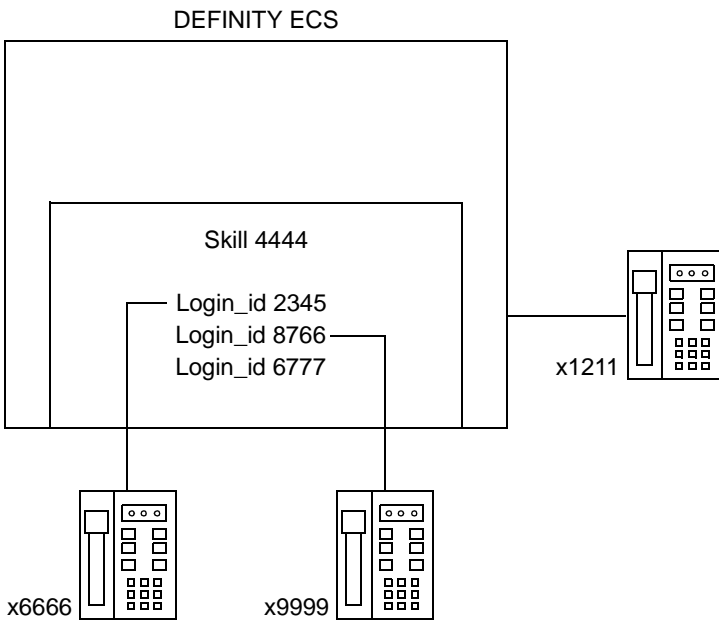 DEFINITY ECS
Skill 4444
Login_id 2345
Login_id 8766
Login_id 6777
x1211
x6666
x9999